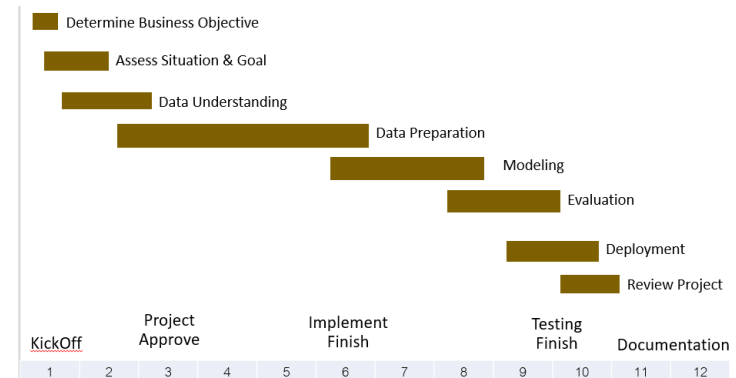 Determine Business Objective
Assess Situation & Goal
Data Understanding
Data Preparation
Modeling
Evaluation
Deployment
Review Project
KickOff
Project
Approve
Implement
Finish
Testing
Finish
Documentation
1 2 3 4 5 6 7 8 9 10 11 12